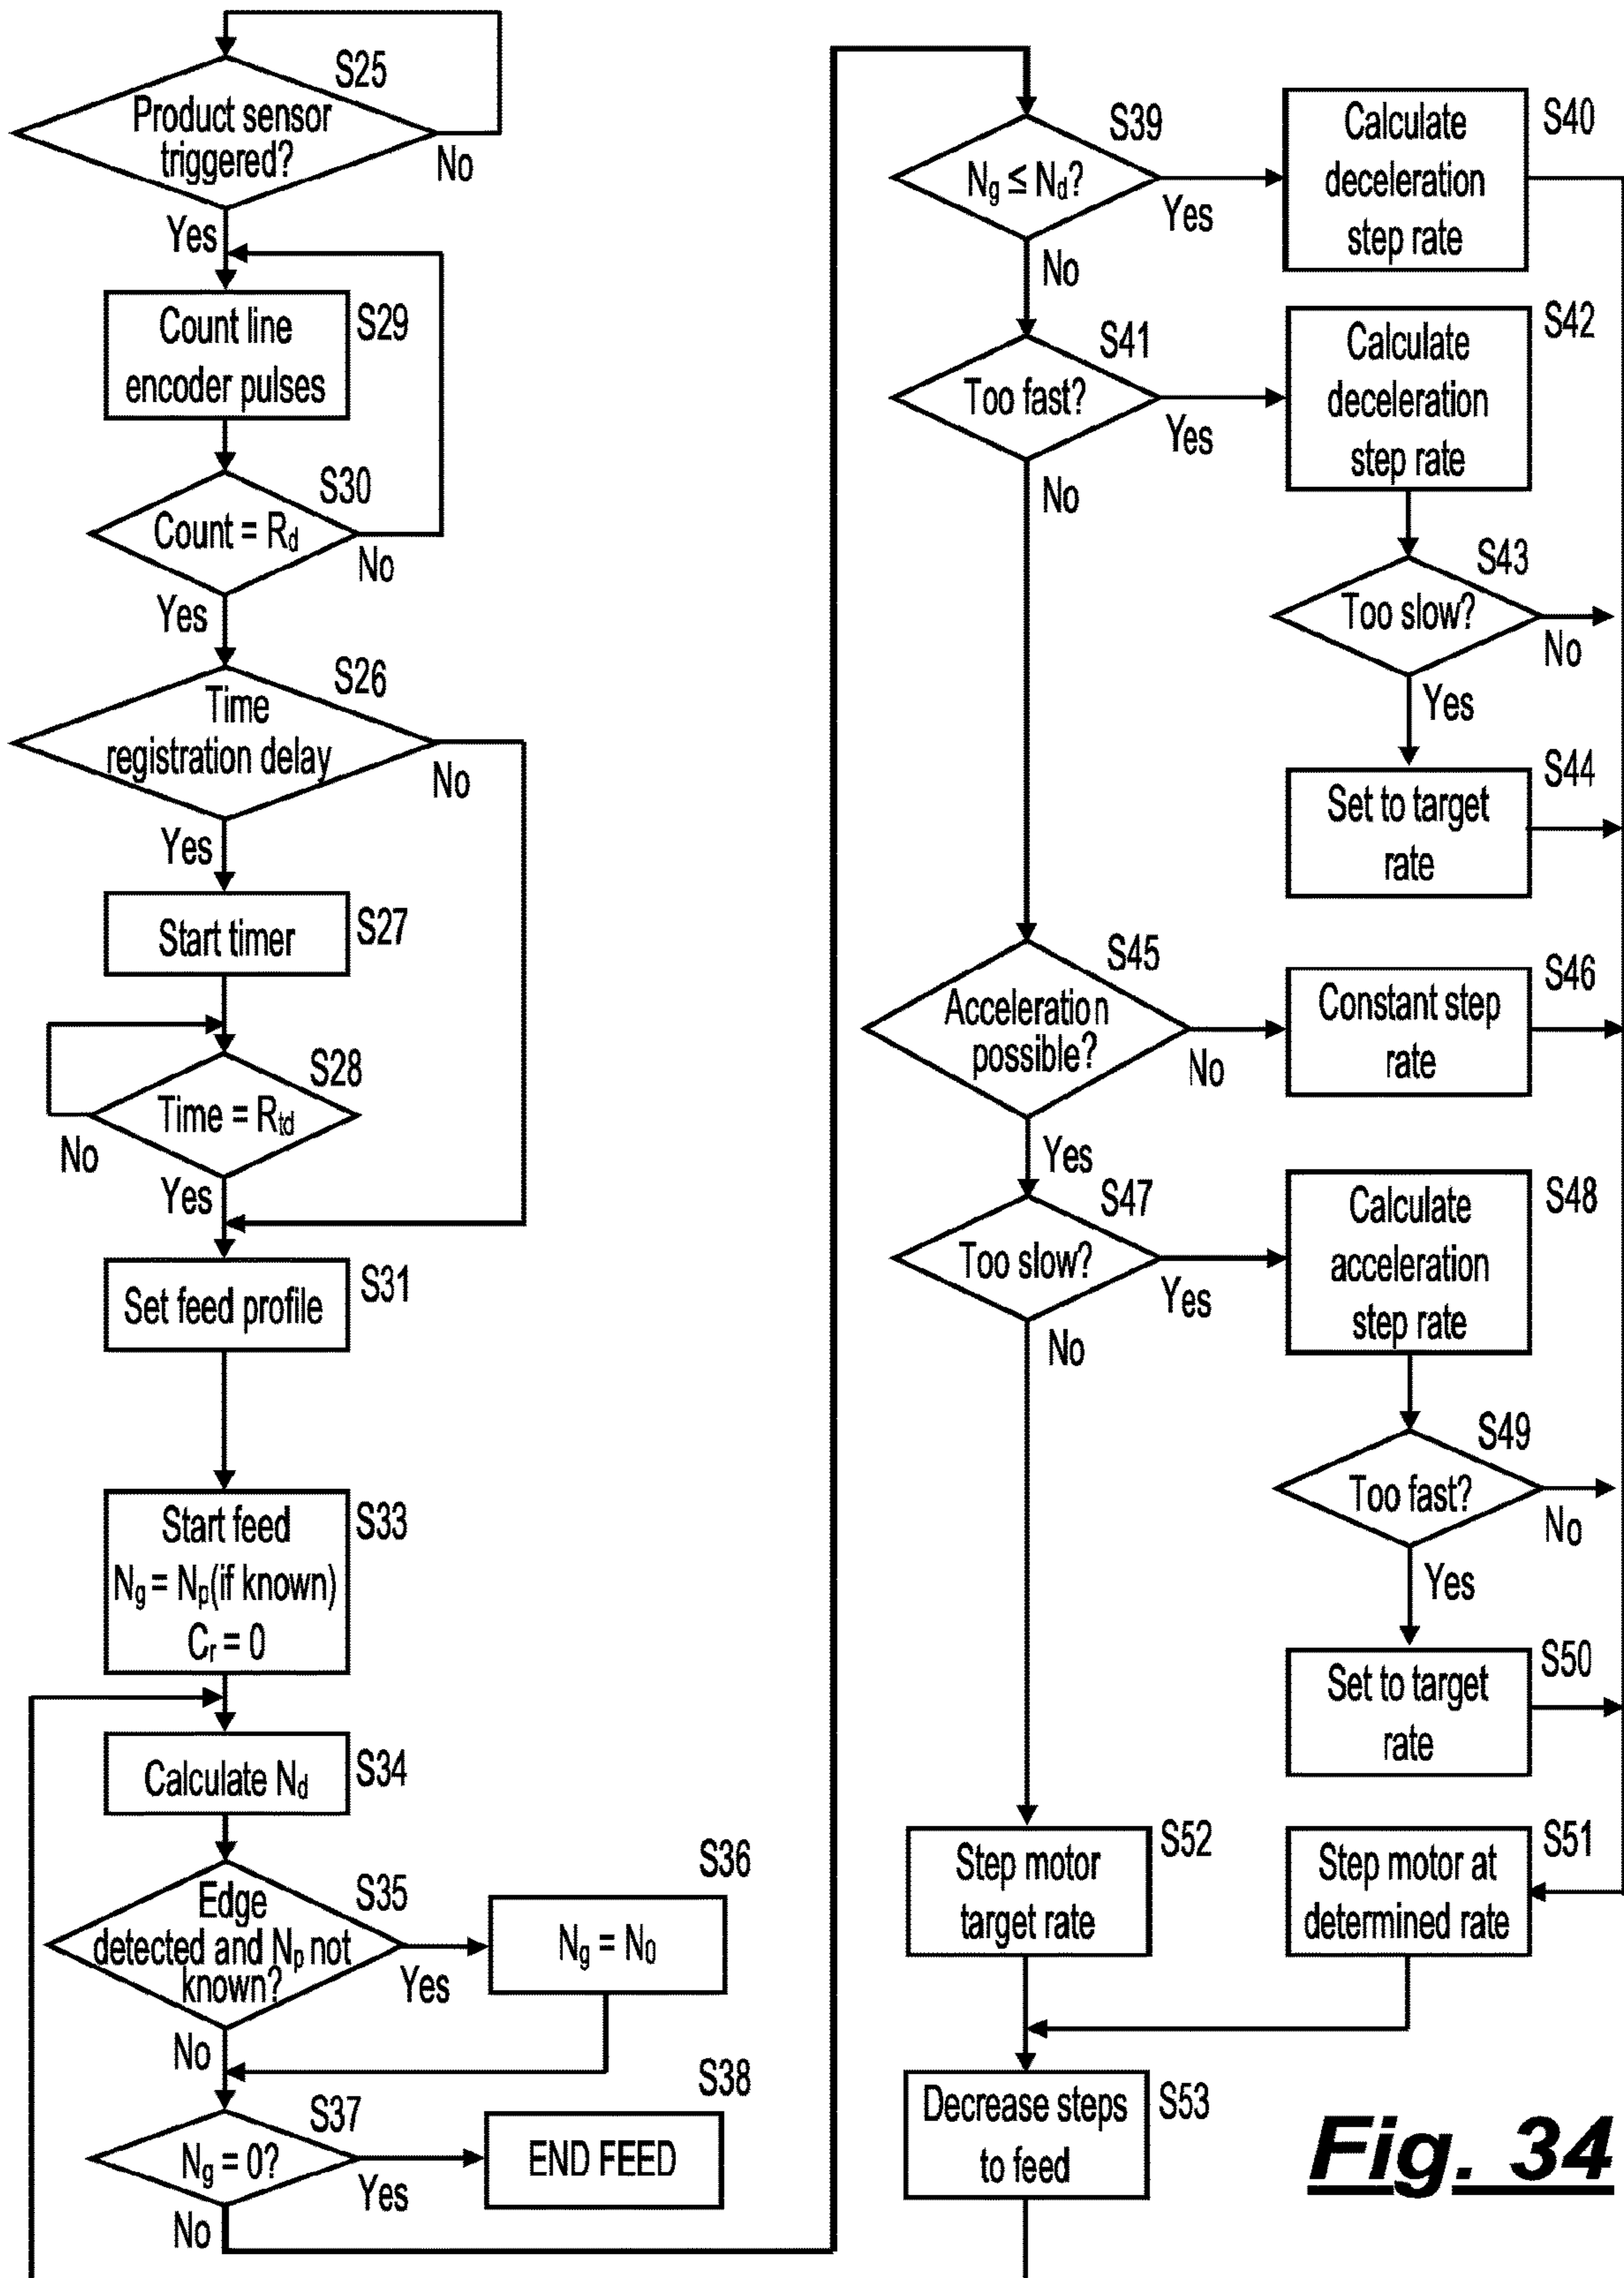 S25
Product sensor
triggered?
No
Yes
Count line
encoder pulses
S29
S30
Count = Rd
No
Yes
S26
Time
registration delay
No
Yes
Start timer
S27
S28
Time = Rtd
No
Yes
Set feed profile
S31
Start feed
Ng = Np(if known)
Cr = 0
S33
Calculate Nd
S34
Edge
detected and Np not
known?
S35
Yes
S36
Ng = N0
No
S37
Ng = 0?
Yes
S38
END FEED
No
S39
Ng ≤ Nd?
Yes
Calculate
deceleration
step rate
S40
No
S41
Too fast?
Yes
Calculate
deceleration
step rate
S42
No
S43
Too slow?
No
Yes
Set to target
rate
S44
S45
Acceleration
possible?
No
Constant step
rate
S46
Yes
S47
Too slow?
Yes
Calculate
acceleration
step rate
S48
No
S49
Too fast?
No
Yes
Set to target
rate
S50
Step motor
target rate
S52
Step motor at
determined rate
S51
Decrease steps
to feed
S53
Fig. 34